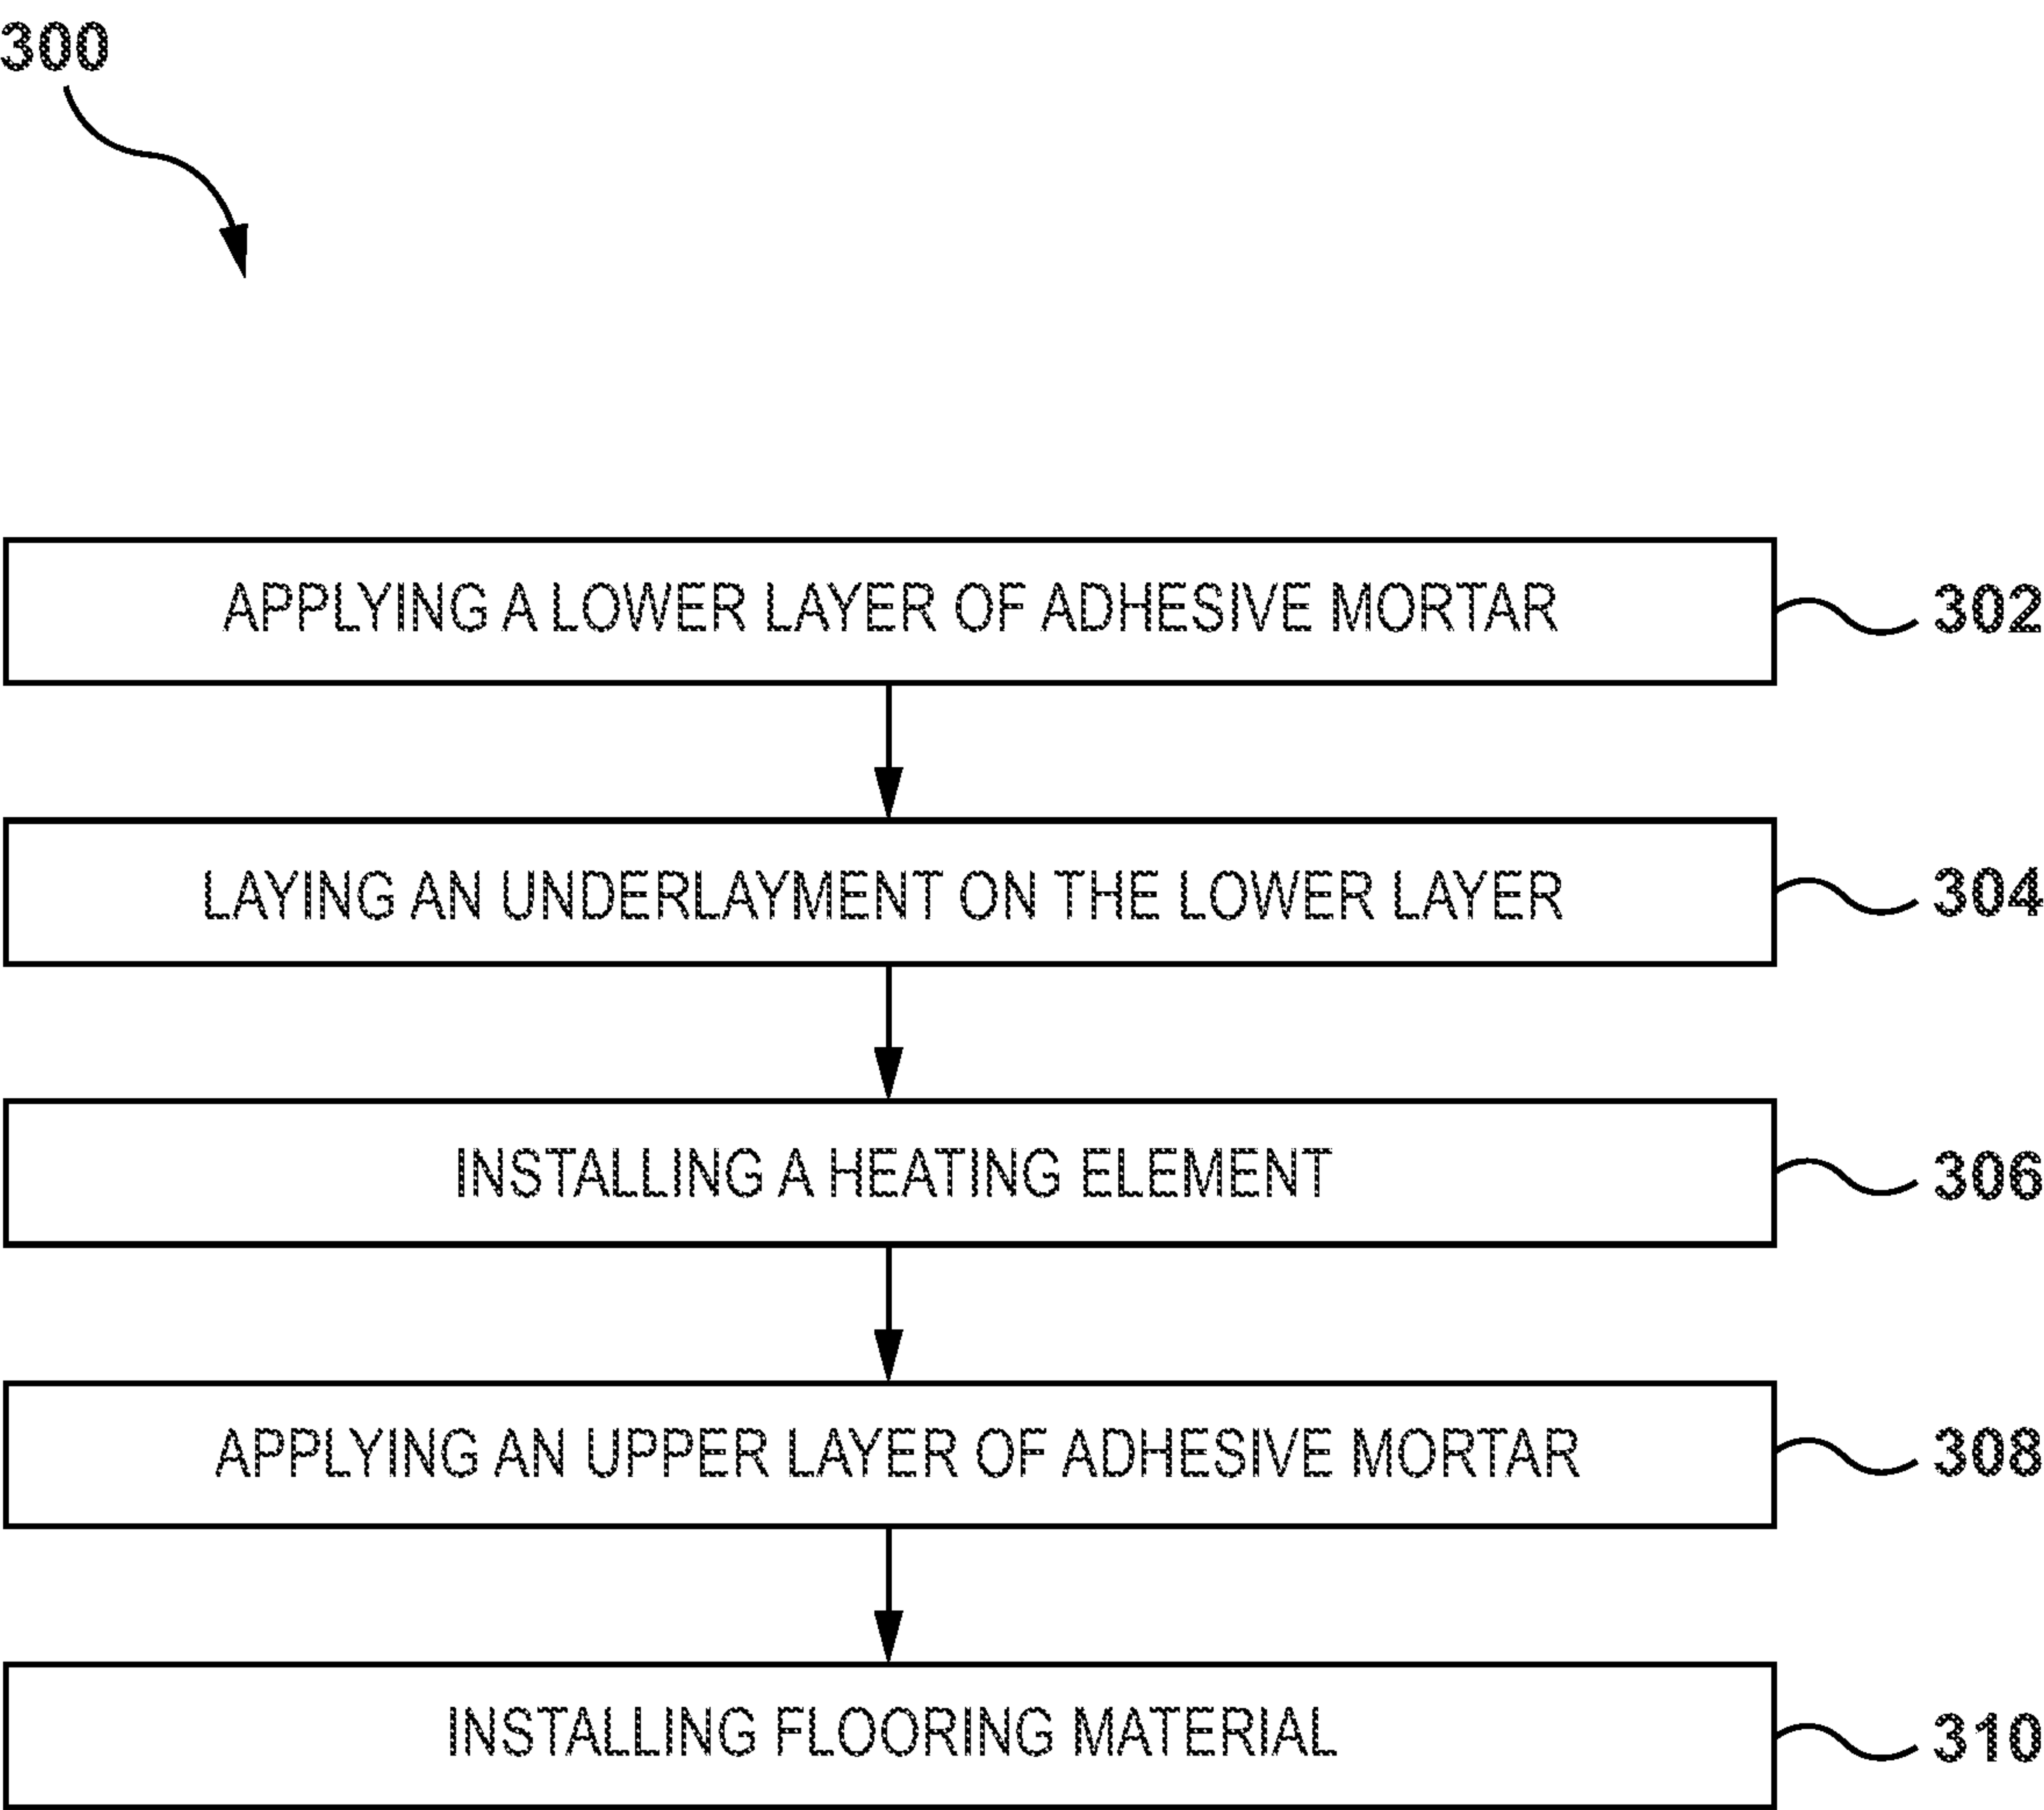 300
APPLYING A LOWER LAYER OF ADHESIVE MORTAR 302
LAYING AN UNDERLAYMENT ON THE LOWER LAYER 304
INSTALLING A HEATING ELEMENT 306
APPLYING AN UPPER LAYER OF ADHESIVE MORTAR 308
INSTALLING FLOORING MATERIAL 310